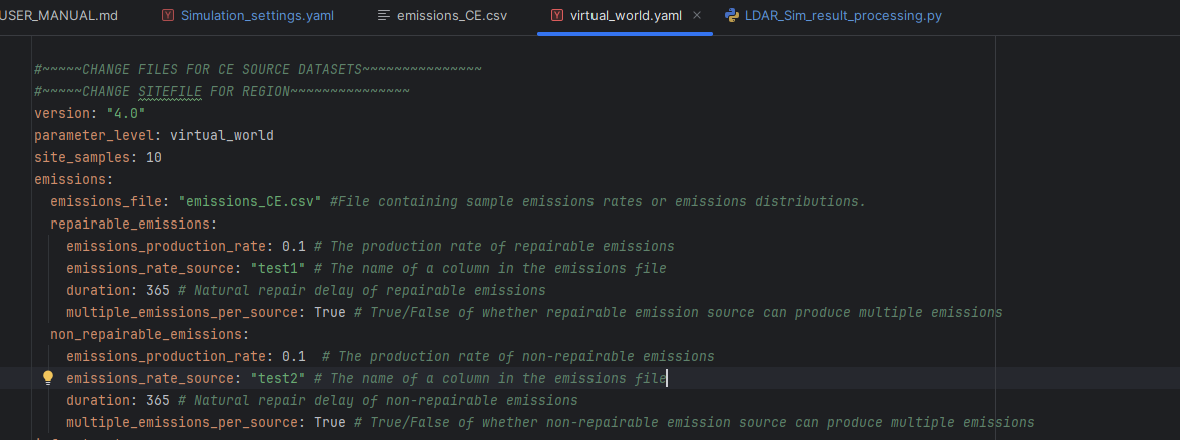 USER_MANUAL.md Simulation_settings.yaml emissions_CE.csv virtual_world.yaml LDAR_Sim_result_processing.py
#~~~~~CHANGE FILES FOR CE SOURCE DATASETS~~~~~~~~~~~~~~~
#~~~~~CHANGE SITEFILE FOR REGION~~~~~~~~~~~~~~~
version: "4.0"
parameter_level: virtual_world
site_samples: 10
emissions:
  emissions_file: "emissions_CE.csv" #File containing sample emissions rates or emissions distributions.
  repairable_emissions:
    emissions_production_rate: 0.1 # The production rate of repairable emissions
    emissions_rate_source: "test1" # The name of a column in the emissions file
    duration: 365 # Natural repair delay of repairable emissions
    multiple_emissions_per_source: True # True/False of whether repairable emission source can produce multiple emissions
  non_repairable_emissions:
    emissions_production_rate: 0.1  # The production rate of non-repairable emissions
    emissions_rate_source: "test2" # The name of a column in the emissions file
    duration: 365 # Natural repair delay of non-repairable emissions
    multiple_emissions_per_source: True # True/False of whether non-repairable emission source can produce multiple emissions